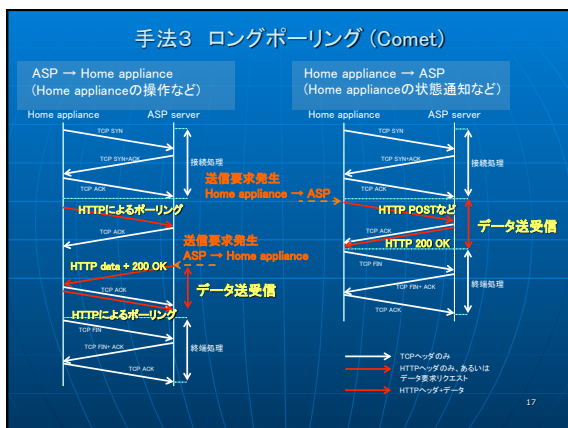 手法3 ロングポーリング (Comet)
ASP → Home appliance
(Home applianceの操作など)
Home appliance
ASP server
TCP SYN
TCP SYN+ACK
TCP ACK
接続処理
HTTPによるポーリング
TCP ACK
送信要求発生
ASP → Home appliance
HTTP data + 200 OK
データ送受信
TCP ACK
HTTPによるポーリング
TCP FIN
TCP FIN+ ACK
TCP ACK
終端処理
Home appliance → ASP
(Home applianceの状態通知など)
Home appliance
ASP server
TCP SYN
TCP SYN+ACK
TCP ACK
接続処理
送信要求発生
Home appliance → ASP
HTTP POSTなど
TCP ACK
HTTP 200 OK
データ送受信
TCP FIN
TCP FIN+ ACK
TCP ACK
終端処理
TCPヘッダのみ
HTTPヘッダのみ、あるいは
データ要求リクエスト
HTTPヘッダ+データ
17